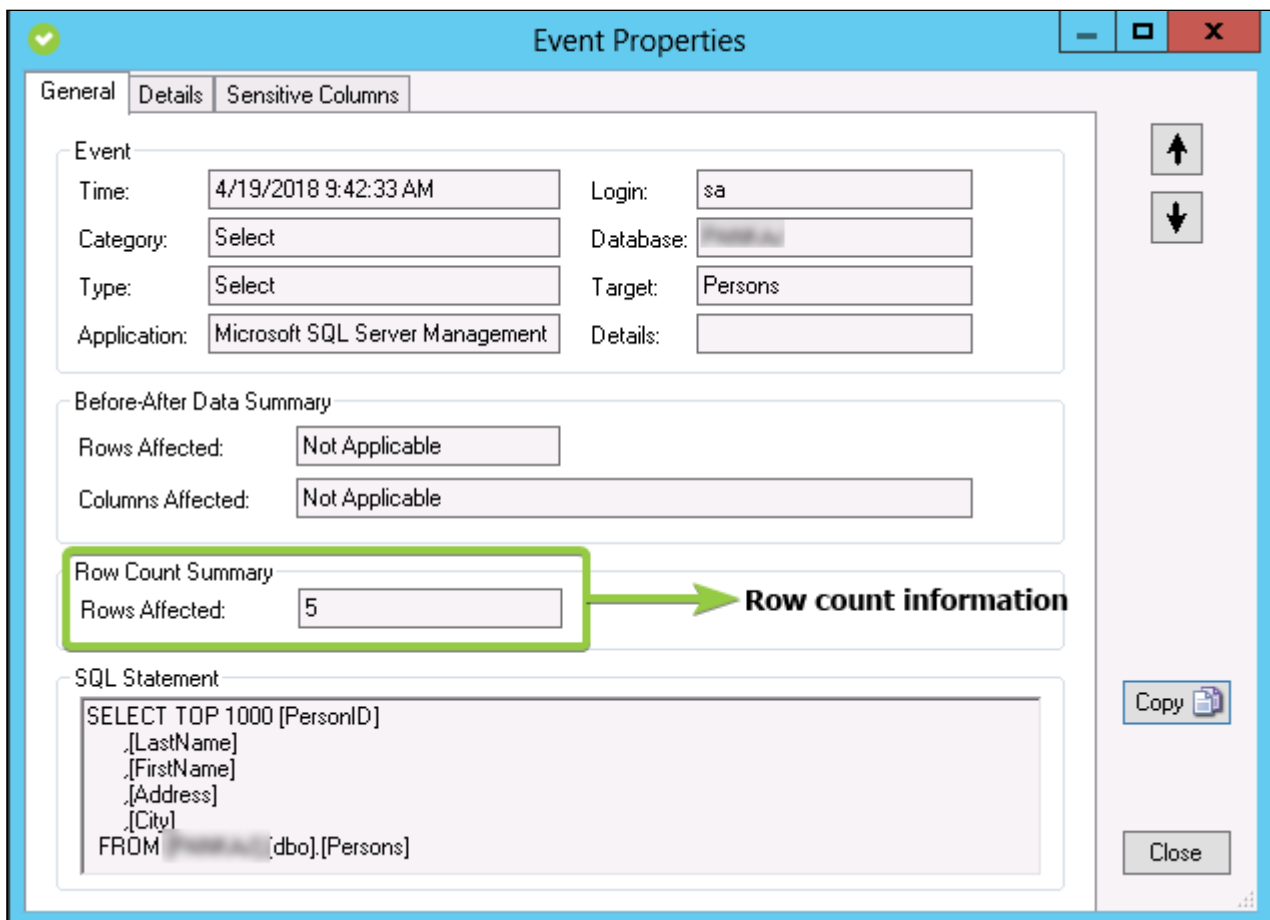 Event Properties
General Details Sensitive Columns
Event
Time: 4/19/2018 9:42:33 AM Login: sa
Category: Select Database:
Type: Select Target: Persons
Application: Microsoft SQL Server Management Details:
Before-After Data Summary
Rows Affected: Not Applicable
Columns Affected: Not Applicable
Row Count Summary
Rows Affected: 5
Row count information
SQL Statement
SELECT TOP 1000 [PersonID]
,[LastName]
,[FirstName]
,[Address]
,[City]
FROM [dbo].[Persons]
Copy
Close